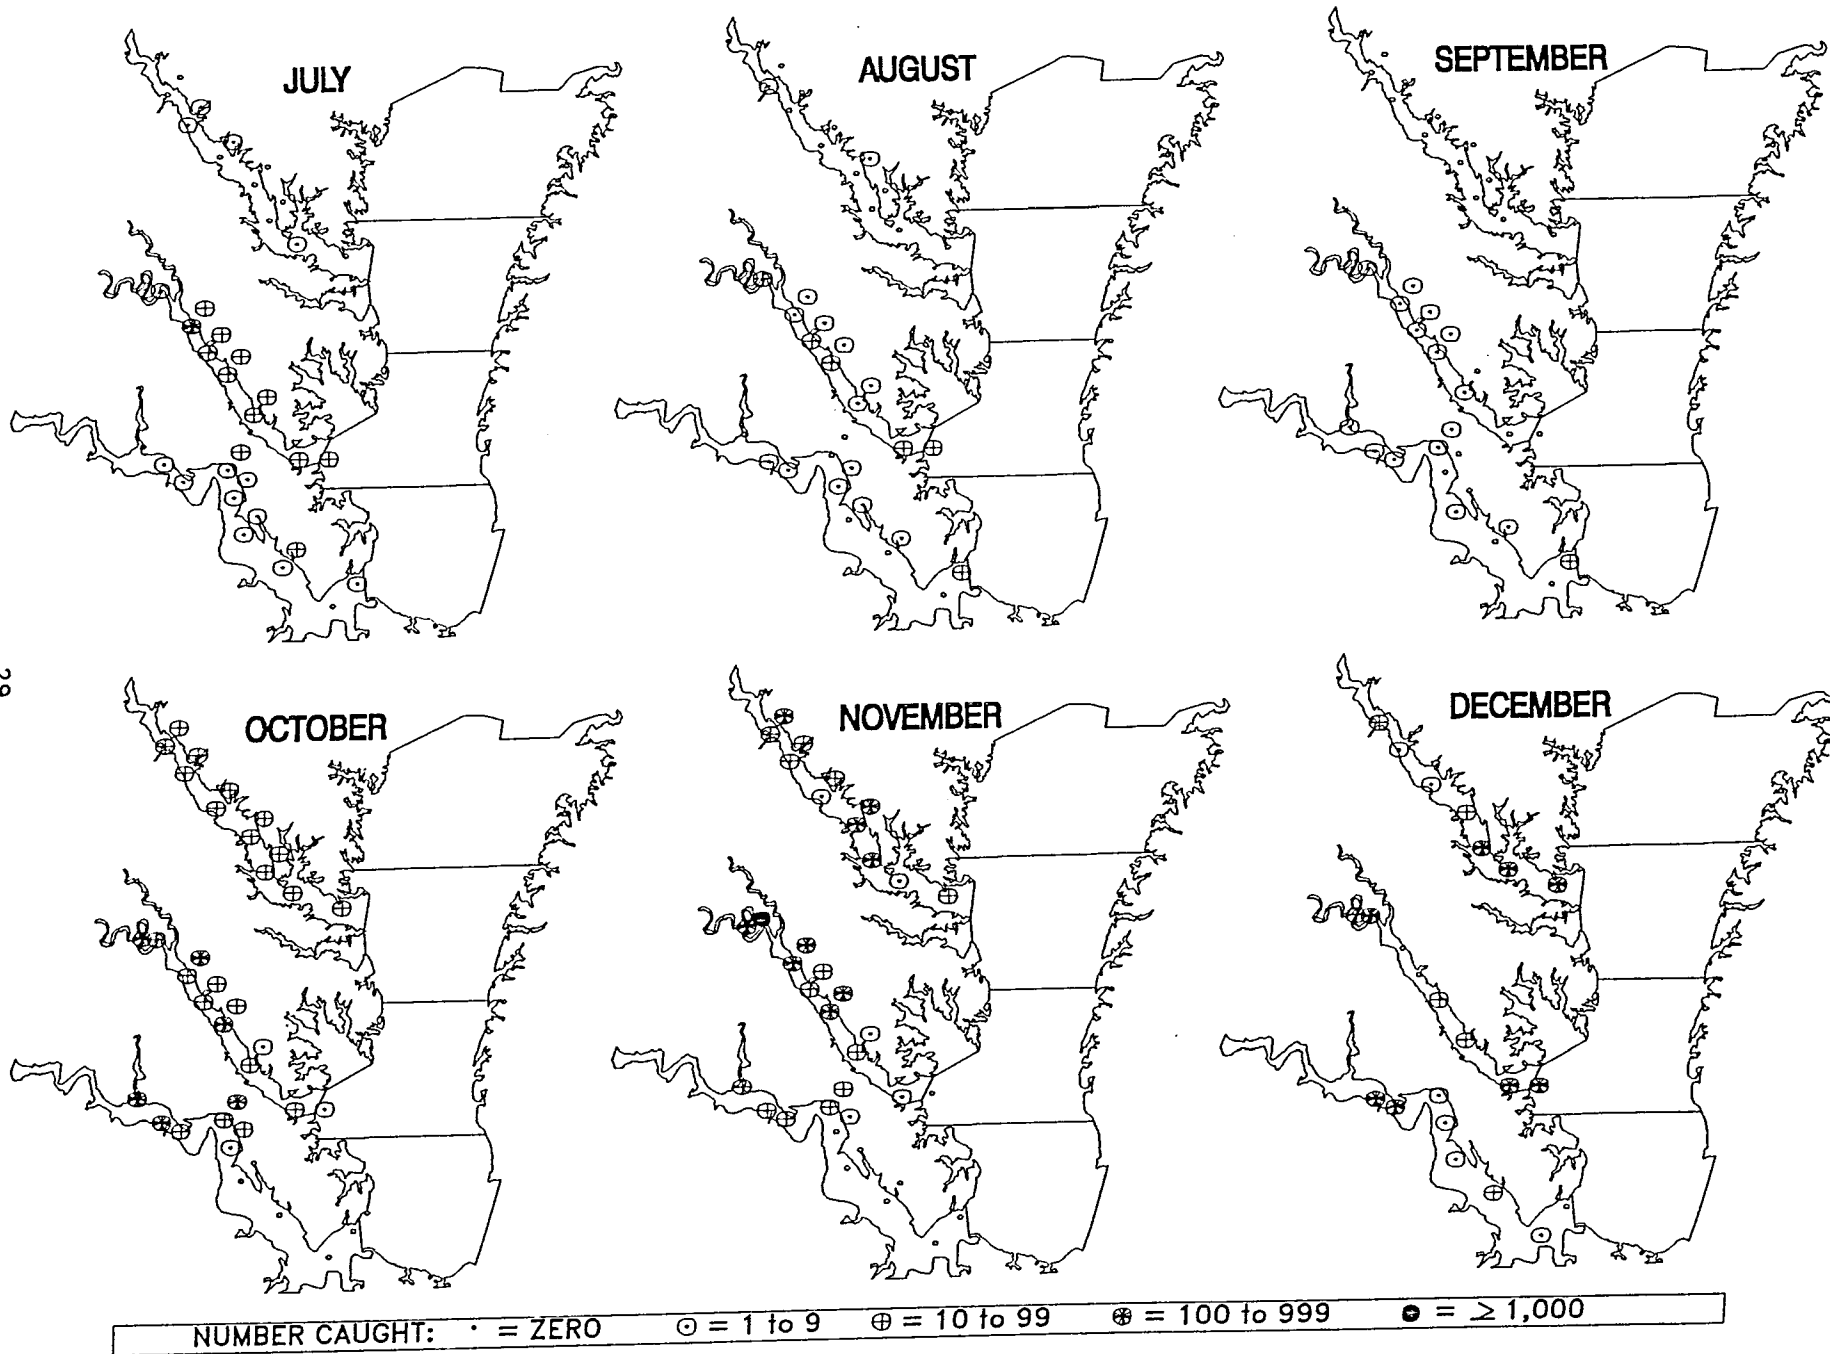 JULY
AUGUST
SEPTEMBER
29
OCTOBER
NOVEMBER
DECEMBER
NUMBER CAUGHT: · = ZERO ⊙ = 1 to 9 ⊕ = 10 to 99 ⊛ = 100 to 999 ● = ≥ 1,000